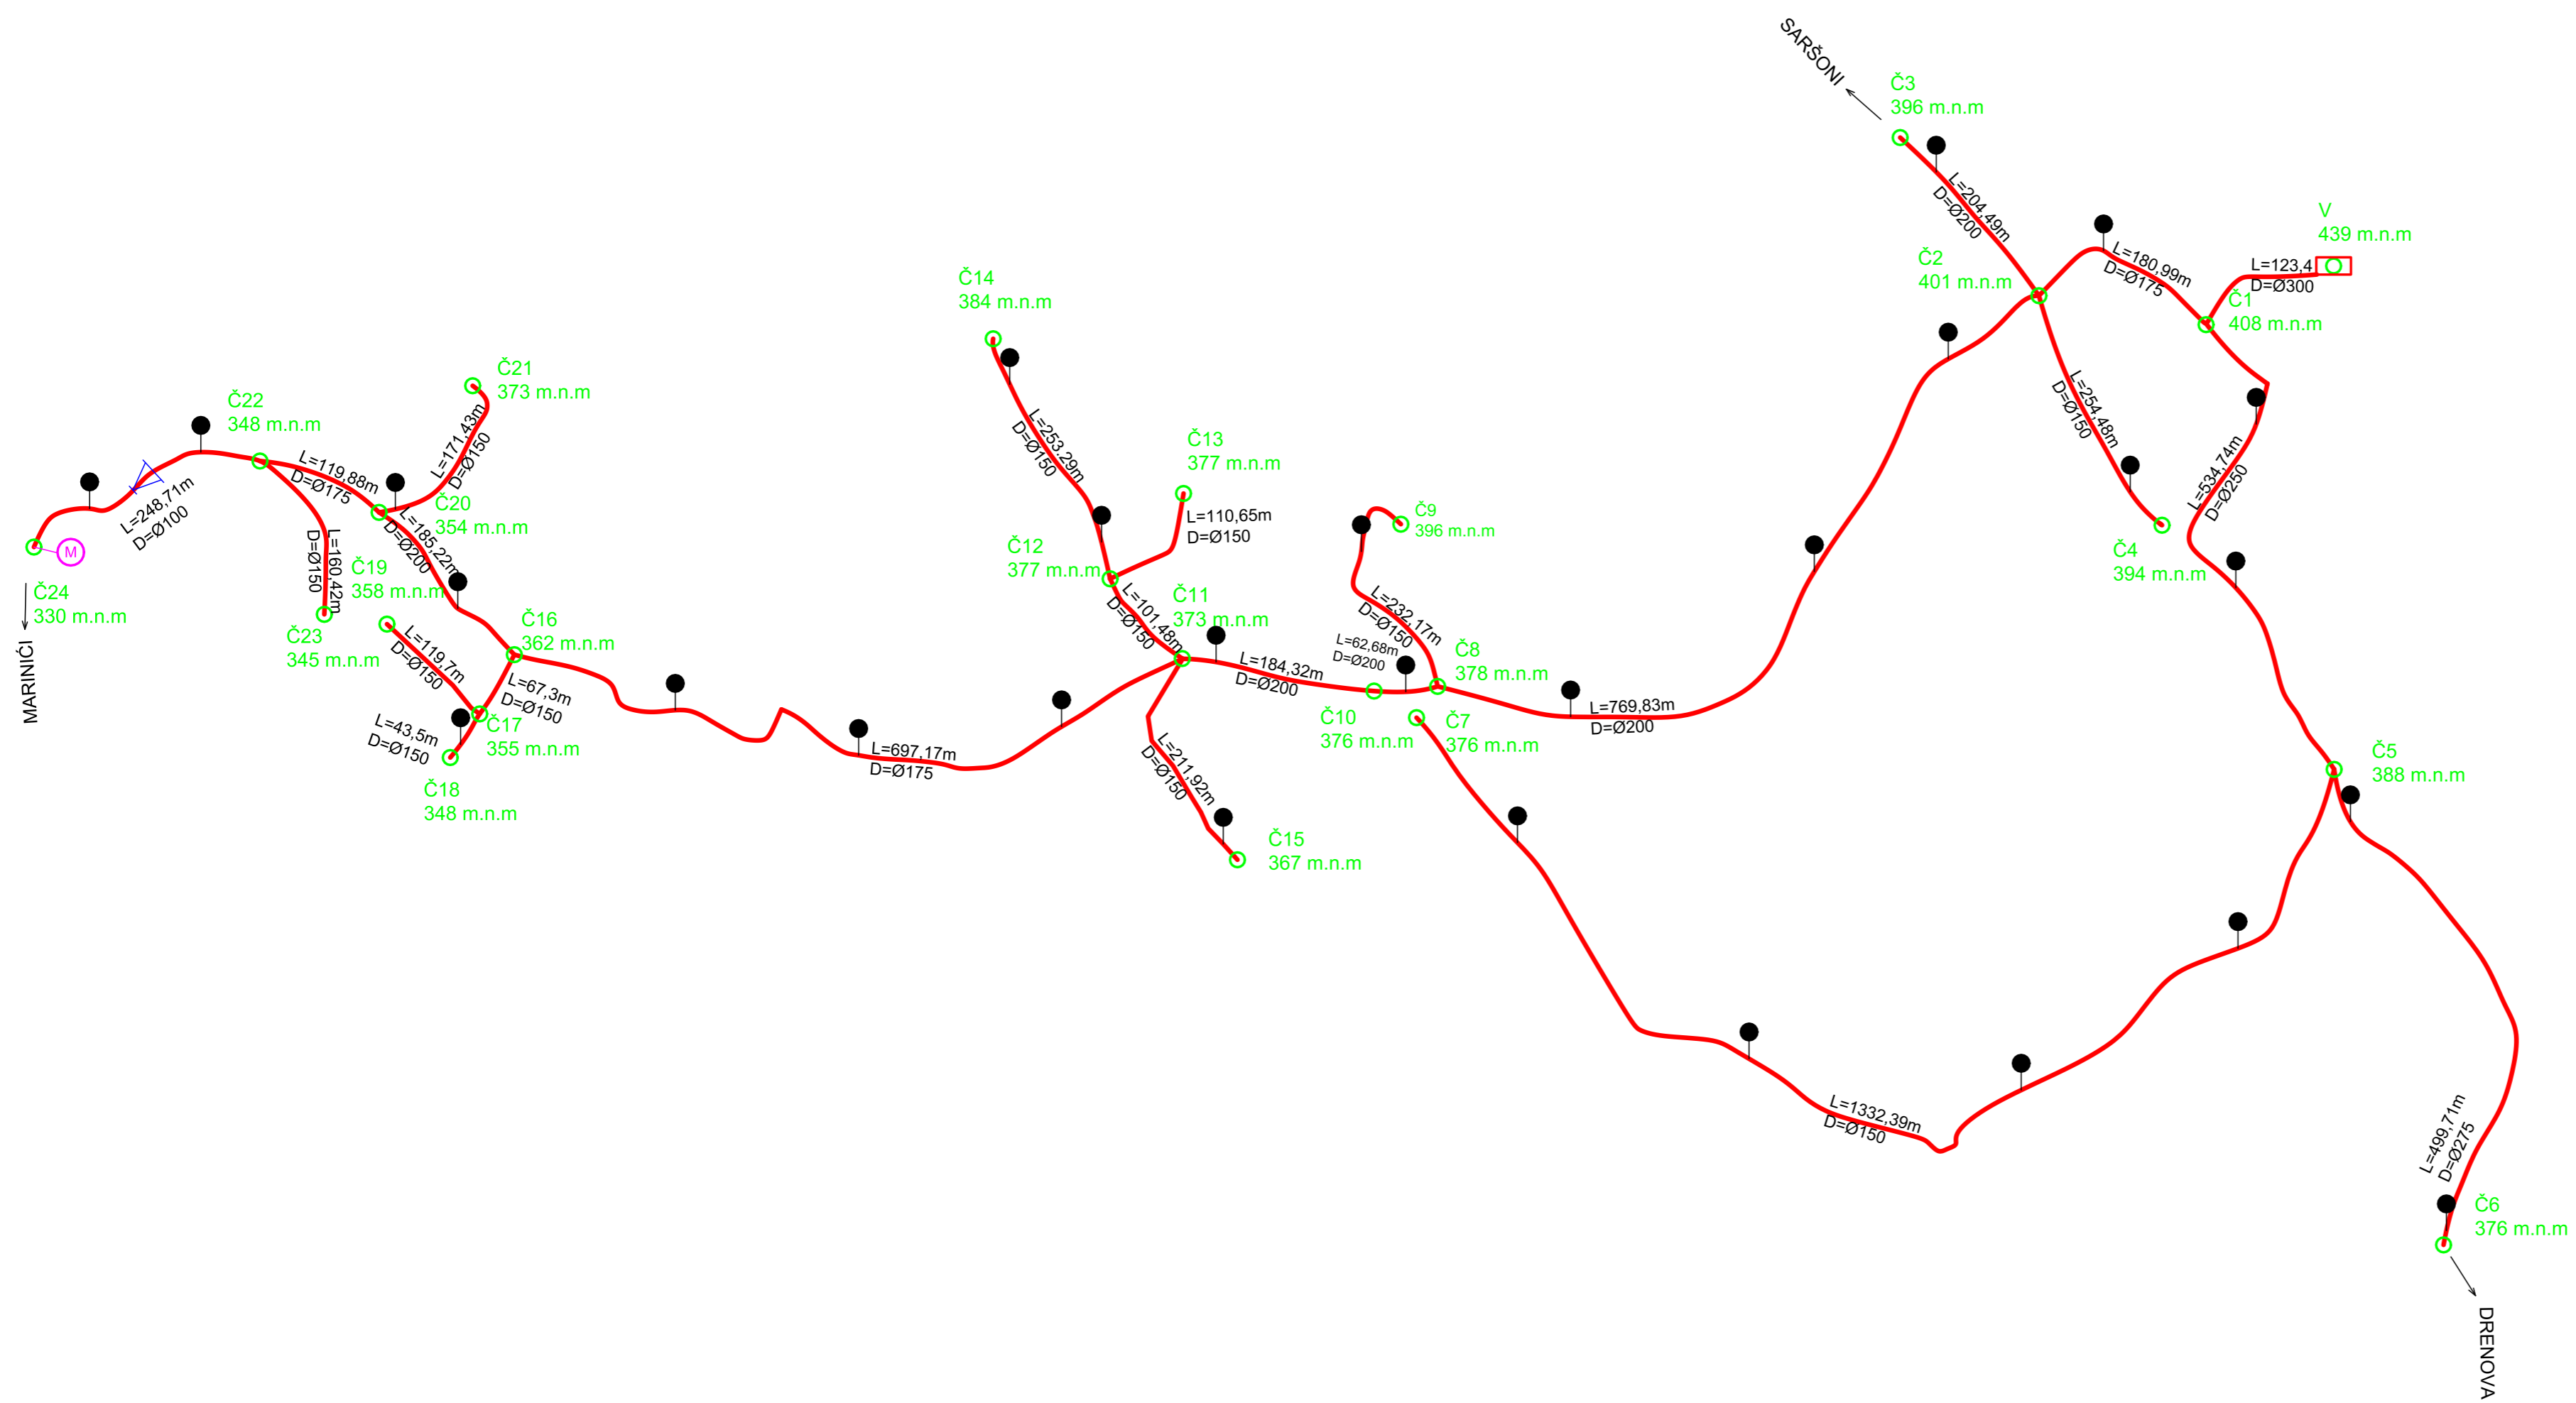 SARŠONI
Č3
396 m.n.m
L=204,49m
D=Ø200
V
439 m.n.m
L=123,4
D=Ø300
L=180,99m
D=Ø175
Č2
401 m.n.m
Č1
408 m.n.m
Č14
384 m.n.m
Č21
373 m.n.m
Č22
348 m.n.m
L=171,43m
D=Ø150
L=119,88m
D=Ø175
L=253,29m
D=Ø150
Č13
377 m.n.m
L=254,48m
D=Ø150
L=534,74m
D=Ø250
L=248,71m
D=Ø100
Č20
354 m.n.m
L=185,22m
D=Ø200
L=110,65m
D=Ø150
Č9
396 m.n.m
Č12
377 m.n.m
Č4
394 m.n.m
M
Č24
330 m.n.m
L=160,42m
D=Ø150
Č19
358 m.n.m
L=101,48m
D=Ø150
Č11
373 m.n.m
L=232,17m
D=Ø150
MARINIĆI
Č23
345 m.n.m
L=119,7m
D=Ø150
Č16
362 m.n.m
L=67,3m
D=Ø150
L=184,32m
D=Ø200
L=62,68m
D=Ø200
Č8
378 m.n.m
L=43,5m
D=Ø150
Č17
355 m.n.m
Č18
348 m.n.m
L=697,17m
D=Ø175
L=211,92m
D=Ø150
Č10
376 m.n.m
Č7
376 m.n.m
L=769,83m
D=Ø200
Č5
388 m.n.m
Č15
367 m.n.m
L=1332,39m
D=Ø150
L=499,71m
D=Ø275
Č6
376 m.n.m
DRENOVA